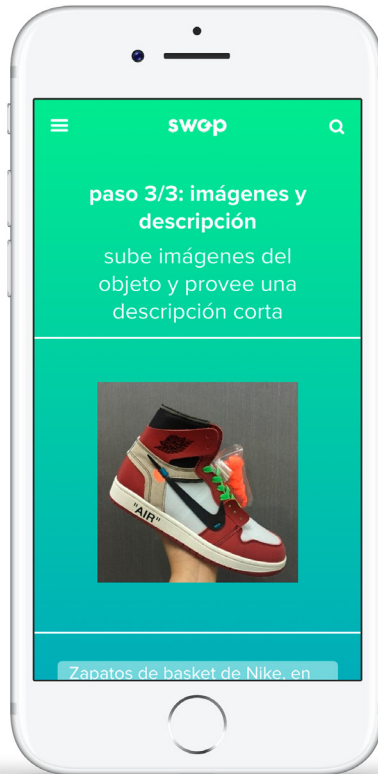 swop
paso 3/3: imágenes y
descripción
sube imágenes del
objeto y provee una
descripción corta
"AIR"
Zapatos de basket de Nike, en